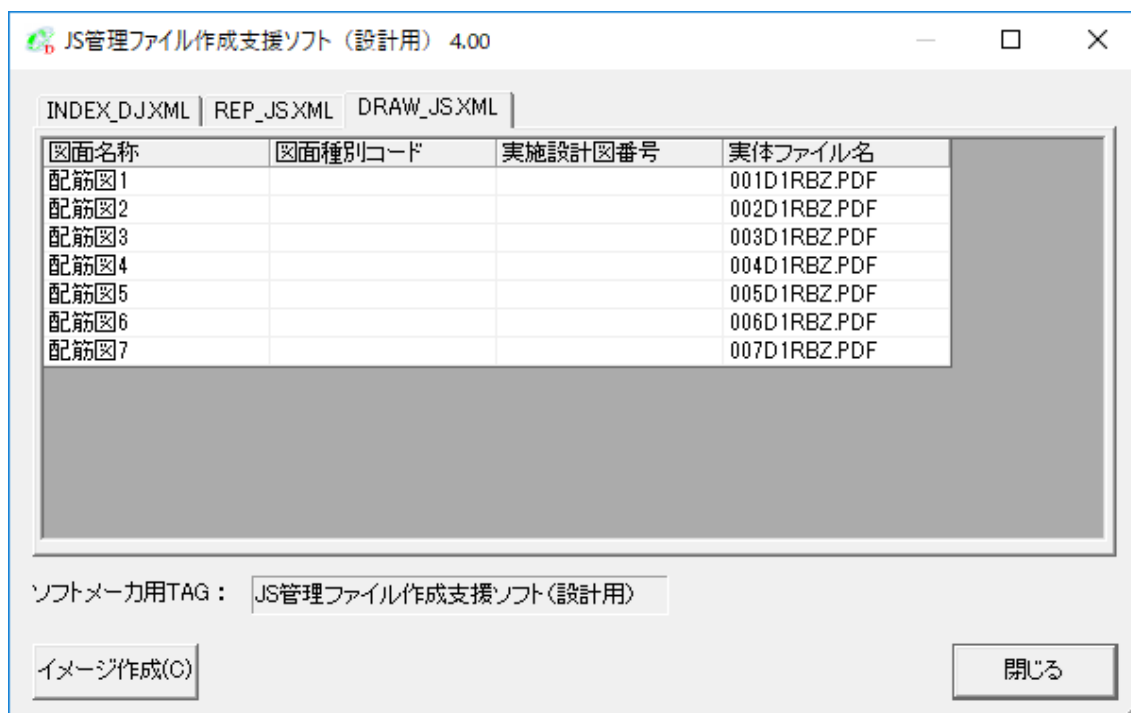 JS管理ファイル作成支援ソフト（設計用） 4.00
INDEX_DJ.XML REP_JS.XML DRAW_JS.XML
図面名称 図面種別コード 実施設計図番号 実体ファイル名
配筋図1 001D1RBZ.PDF
配筋図2 002D1RBZ.PDF
配筋図3 003D1RBZ.PDF
配筋図4 004D1RBZ.PDF
配筋図5 005D1RBZ.PDF
配筋図6 006D1RBZ.PDF
配筋図7 007D1RBZ.PDF
ソフトメーカ用TAG： JS管理ファイル作成支援ソフト(設計用)
イメージ作成(C) 閉じる